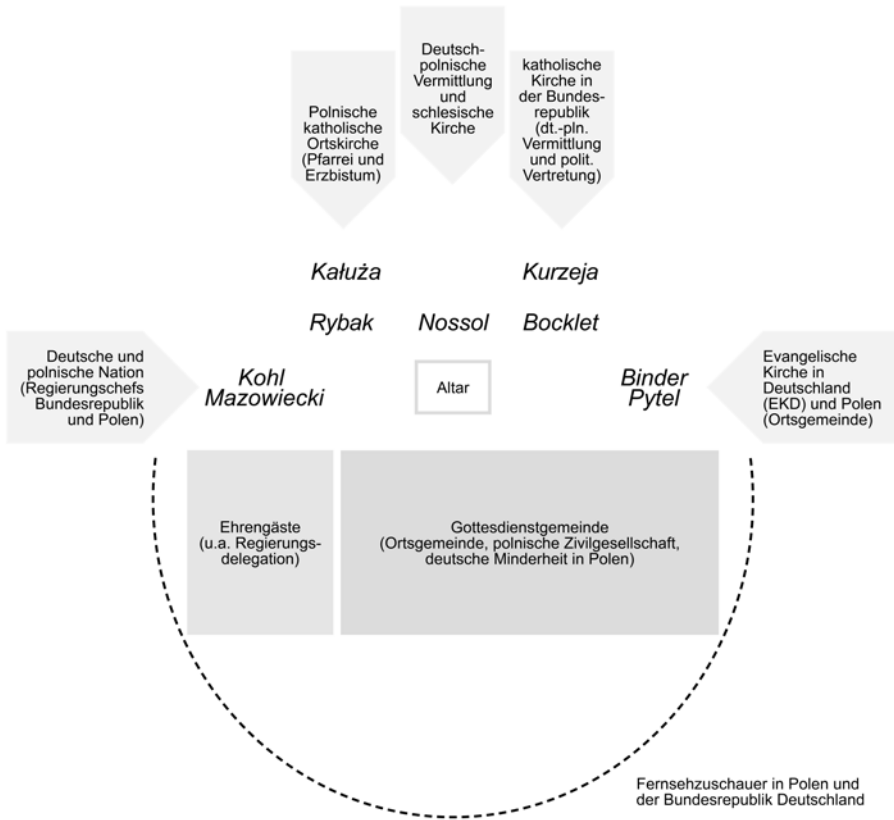 Polnische
katholische
Ortskirche
(Pfarrei und
Erzbistum)
Deutsch-
polnische
Vermittlung
und
schlesische
Kirche
katholische
Kirche in
der Bundes-
republik
(dt.-pln.
Vermittlung
und polit.
Vertretung)
Kałuża
Kurzeja
Rybak
Nossol
Bocklet
Deutsche und
polnische Nation
(Regierungschefs
Bundesrepublik
und Polen)
Kohl
Mazowiecki
Altar
Binder
Pytel
Evangelische
Kirche in
Deutschland
(EKD) und Polen
(Ortsgemeinde)
Ehrengäste
(u.a. Regierungs-
delegation)
Gottesdienstgemeinde
(Ortsgemeinde, polnische Zivilgesellschaft,
deutsche Minderheit in Polen)
Fernsehzuschauer in Polen und
der Bundesrepublik Deutschland